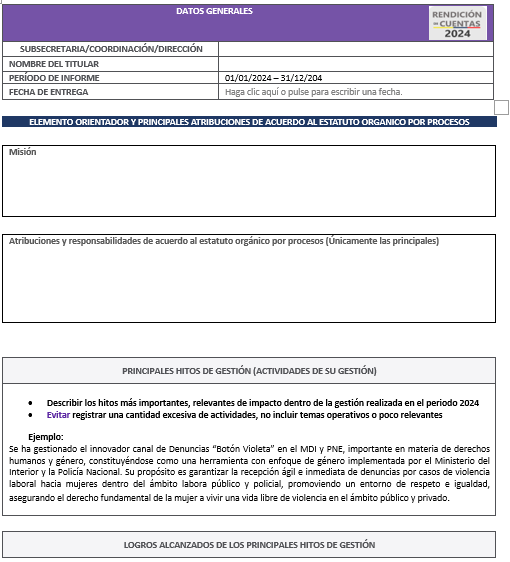 DATOS GENERALES
RENDICIÓN
DE CUENTAS
2024
SUBSECRETARIA/COORDINACIÓN/DIRECCIÓN
NOMBRE DEL TITULAR
PERÍODO DE INFORME 01/01/2024 – 31/12/204
FECHA DE ENTREGA Haga clic aquí o pulse para escribir una fecha.
ELEMENTO ORIENTADOR Y PRINCIPALES ATRIBUCIONES DE ACUERDO AL ESTATUTO ORGANICO POR PROCESOS
Misión
Atribuciones y responsabilidades de acuerdo al estatuto orgánico por procesos (Únicamente las principales)
PRINCIPALES HITOS DE GESTIÓN (ACTIVIDADES DE SU GESTIÓN)
• Describir los hitos más importantes, relevantes de impacto dentro de la gestión realizada en el periodo 2024
• Evitar registrar una cantidad excesiva de actividades, no incluir temas operativos o poco relevantes
Ejemplo:
Se ha gestionado el innovador canal de Denuncias “Botón Violeta” en el MDI y PNE, importante en materia de derechos
humanos y género, constituyéndose como una herramienta con enfoque de género implementada por el Ministerio del
Interior y la Policía Nacional. Su propósito es garantizar la recepción ágil e inmediata de denuncias por casos de violencia
laboral hacia mujeres dentro del ámbito labora público y policial, promoviendo un entorno de respeto e igualdad,
asegurando el derecho fundamental de la mujer a vivir una vida libre de violencia en el ámbito público y privado.
LOGROS ALCANZADOS DE LOS PRINCIPALES HITOS DE GESTIÓN